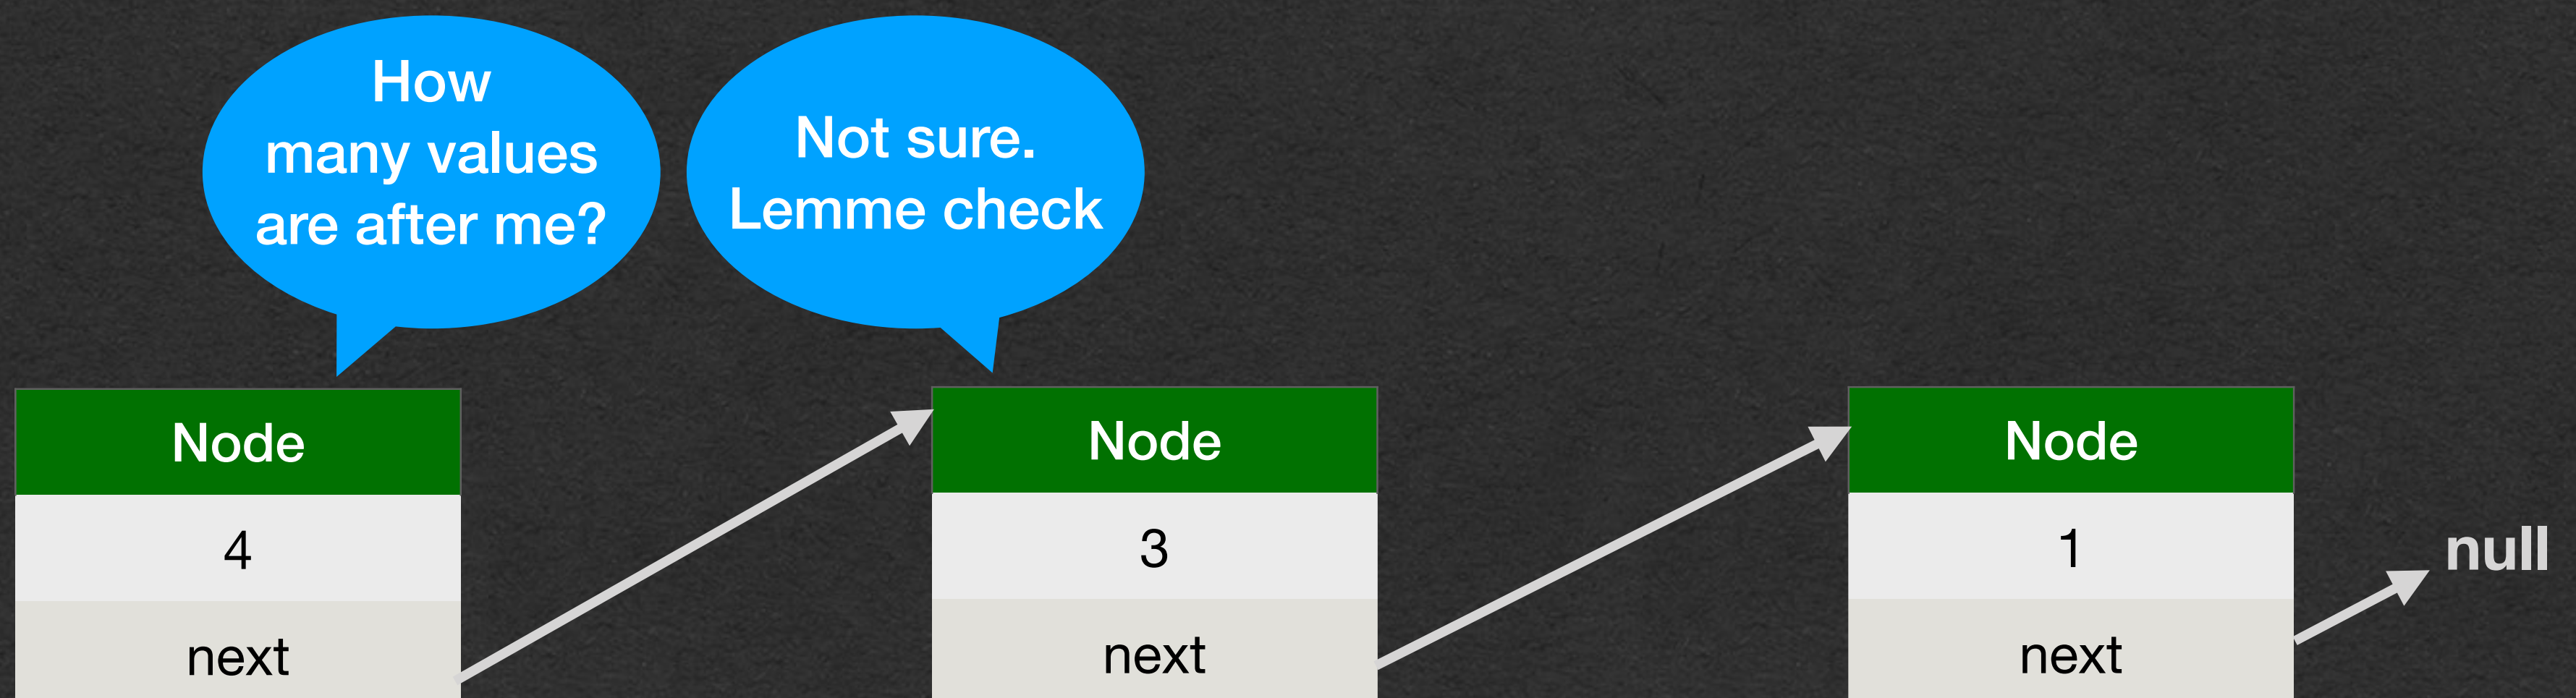 How
many values
are after me?
Not sure.
Lemme check
Node
4
next
Node
3
next
Node
1
next
null